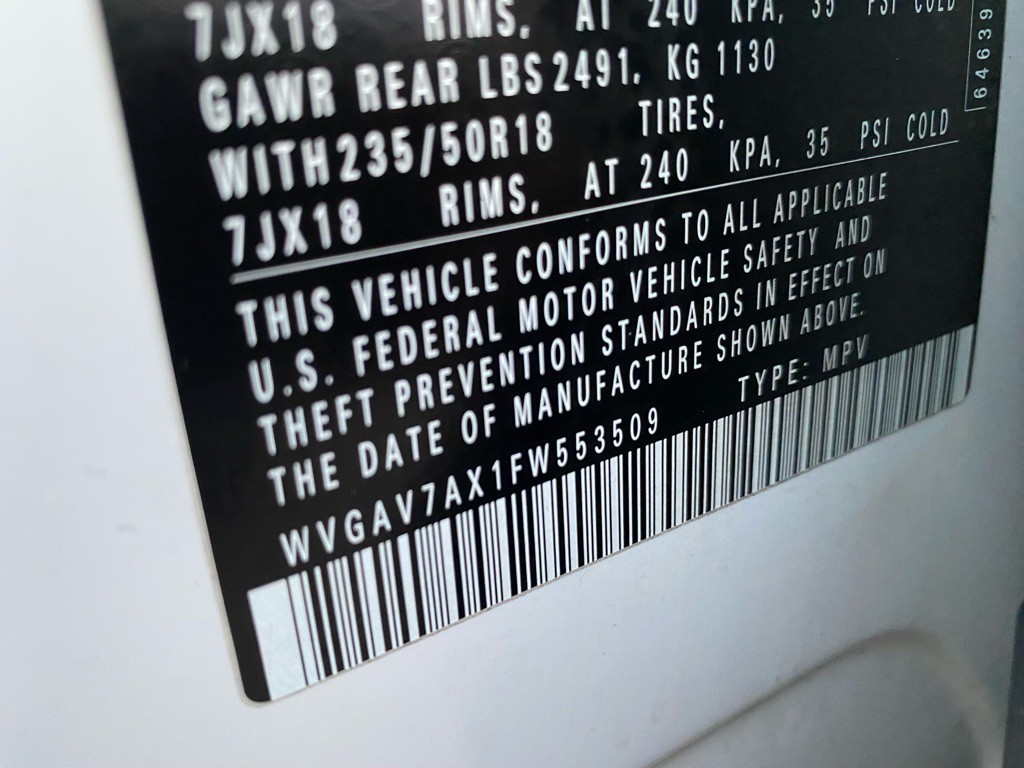 7JX18 RIMS, AT 240 KPA, 35 PSI COLD
GAWR REAR LBS 2491. KG 1130
WITH 235/50R18 TIRES,
7JX18 RIMS, AT 240 KPA, 35 PSI COLD
THIS VEHICLE CONFORMS TO ALL APPLICABLE
U.S. FEDERAL MOTOR VEHICLE SAFETY AND
THEFT PREVENTION STANDARDS IN EFFECT ON
THE DATE OF MANUFACTURE SHOWN ABOVE.
WVGAV7AX1FW553509 TYPE: MPV
64639